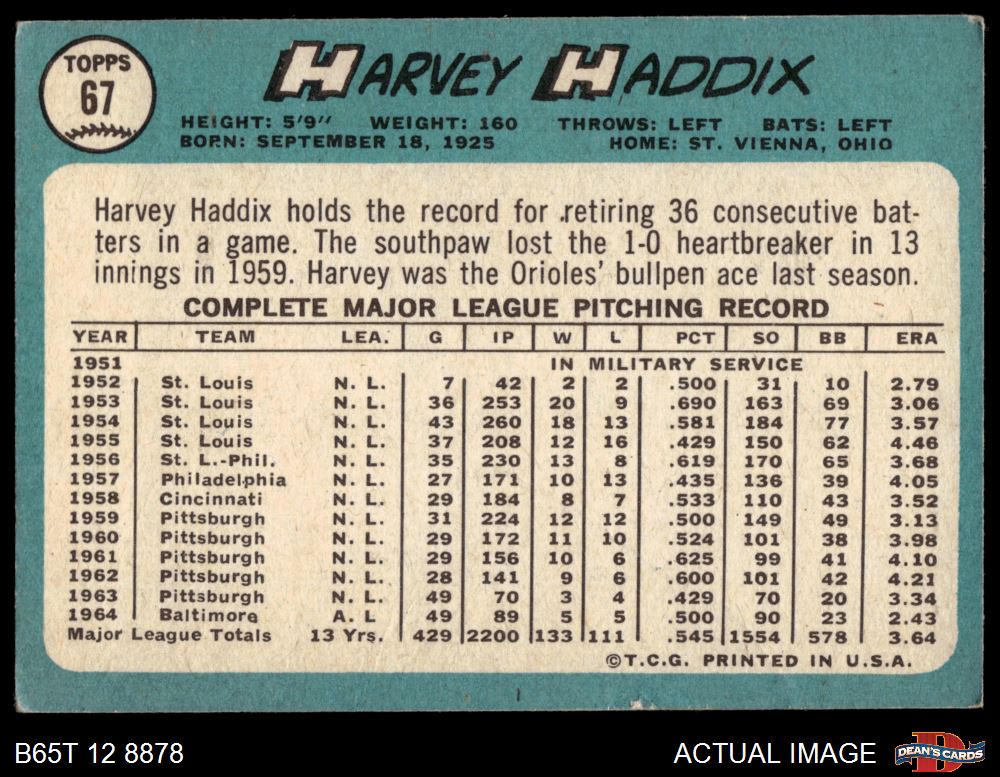 TOPPS
67
HARVEY HADDIX
HEIGHT: 5'9" WEIGHT: 160 THROWS: LEFT BATS: LEFT
BORN: SEPTEMBER 18, 1925 HOME: ST. VIENNA, OHIO
Harvey Haddix holds the record for retiring 36 consecutive bat-
ters in a game. The southpaw lost the 1-0 heartbreaker in 13
innings in 1959. Harvey was the Orioles' bullpen ace last season.
COMPLETE MAJOR LEAGUE PITCHING RECORD
YEAR TEAM LEA. G IP W L PCT SO BB ERA
1951 IN MILITARY SERVICE
1952 St. Louis N. L. 7 42 2 2 .500 31 10 2.79
1953 St. Louis N. L. 36 253 20 9 .690 163 69 3.06
1954 St. Louis N. L. 43 260 18 13 .581 184 77 3.57
1955 St. Louis N. L. 37 208 12 16 .429 150 62 4.46
1956 St. L.-Phil. N. L. 35 230 13 8 .619 170 65 3.68
1957 Philadelphia N. L. 27 171 10 13 .435 136 39 4.05
1958 Cincinnati N. L. 29 184 8 7 .533 110 43 3.52
1959 Pittsburgh N. L. 31 224 12 12 .500 149 49 3.13
1960 Pittsburgh N. L. 29 172 11 10 .524 101 38 3.98
1961 Pittsburgh N. L. 29 156 10 6 .625 99 41 4.10
1962 Pittsburgh N. L. 28 141 9 6 .600 101 42 4.21
1963 Pittsburgh N. L. 49 70 3 4 .429 70 20 3.34
1964 Baltimore A. L 49 89 5 5 .500 90 23 2.43
Major League Totals 13 Yrs. 429 2200 133 111 .545 1554 578 3.64
©T.C.G. PRINTED IN U.S.A.
B65T 12 8878 ACTUAL IMAGE DEAN'S CARDS